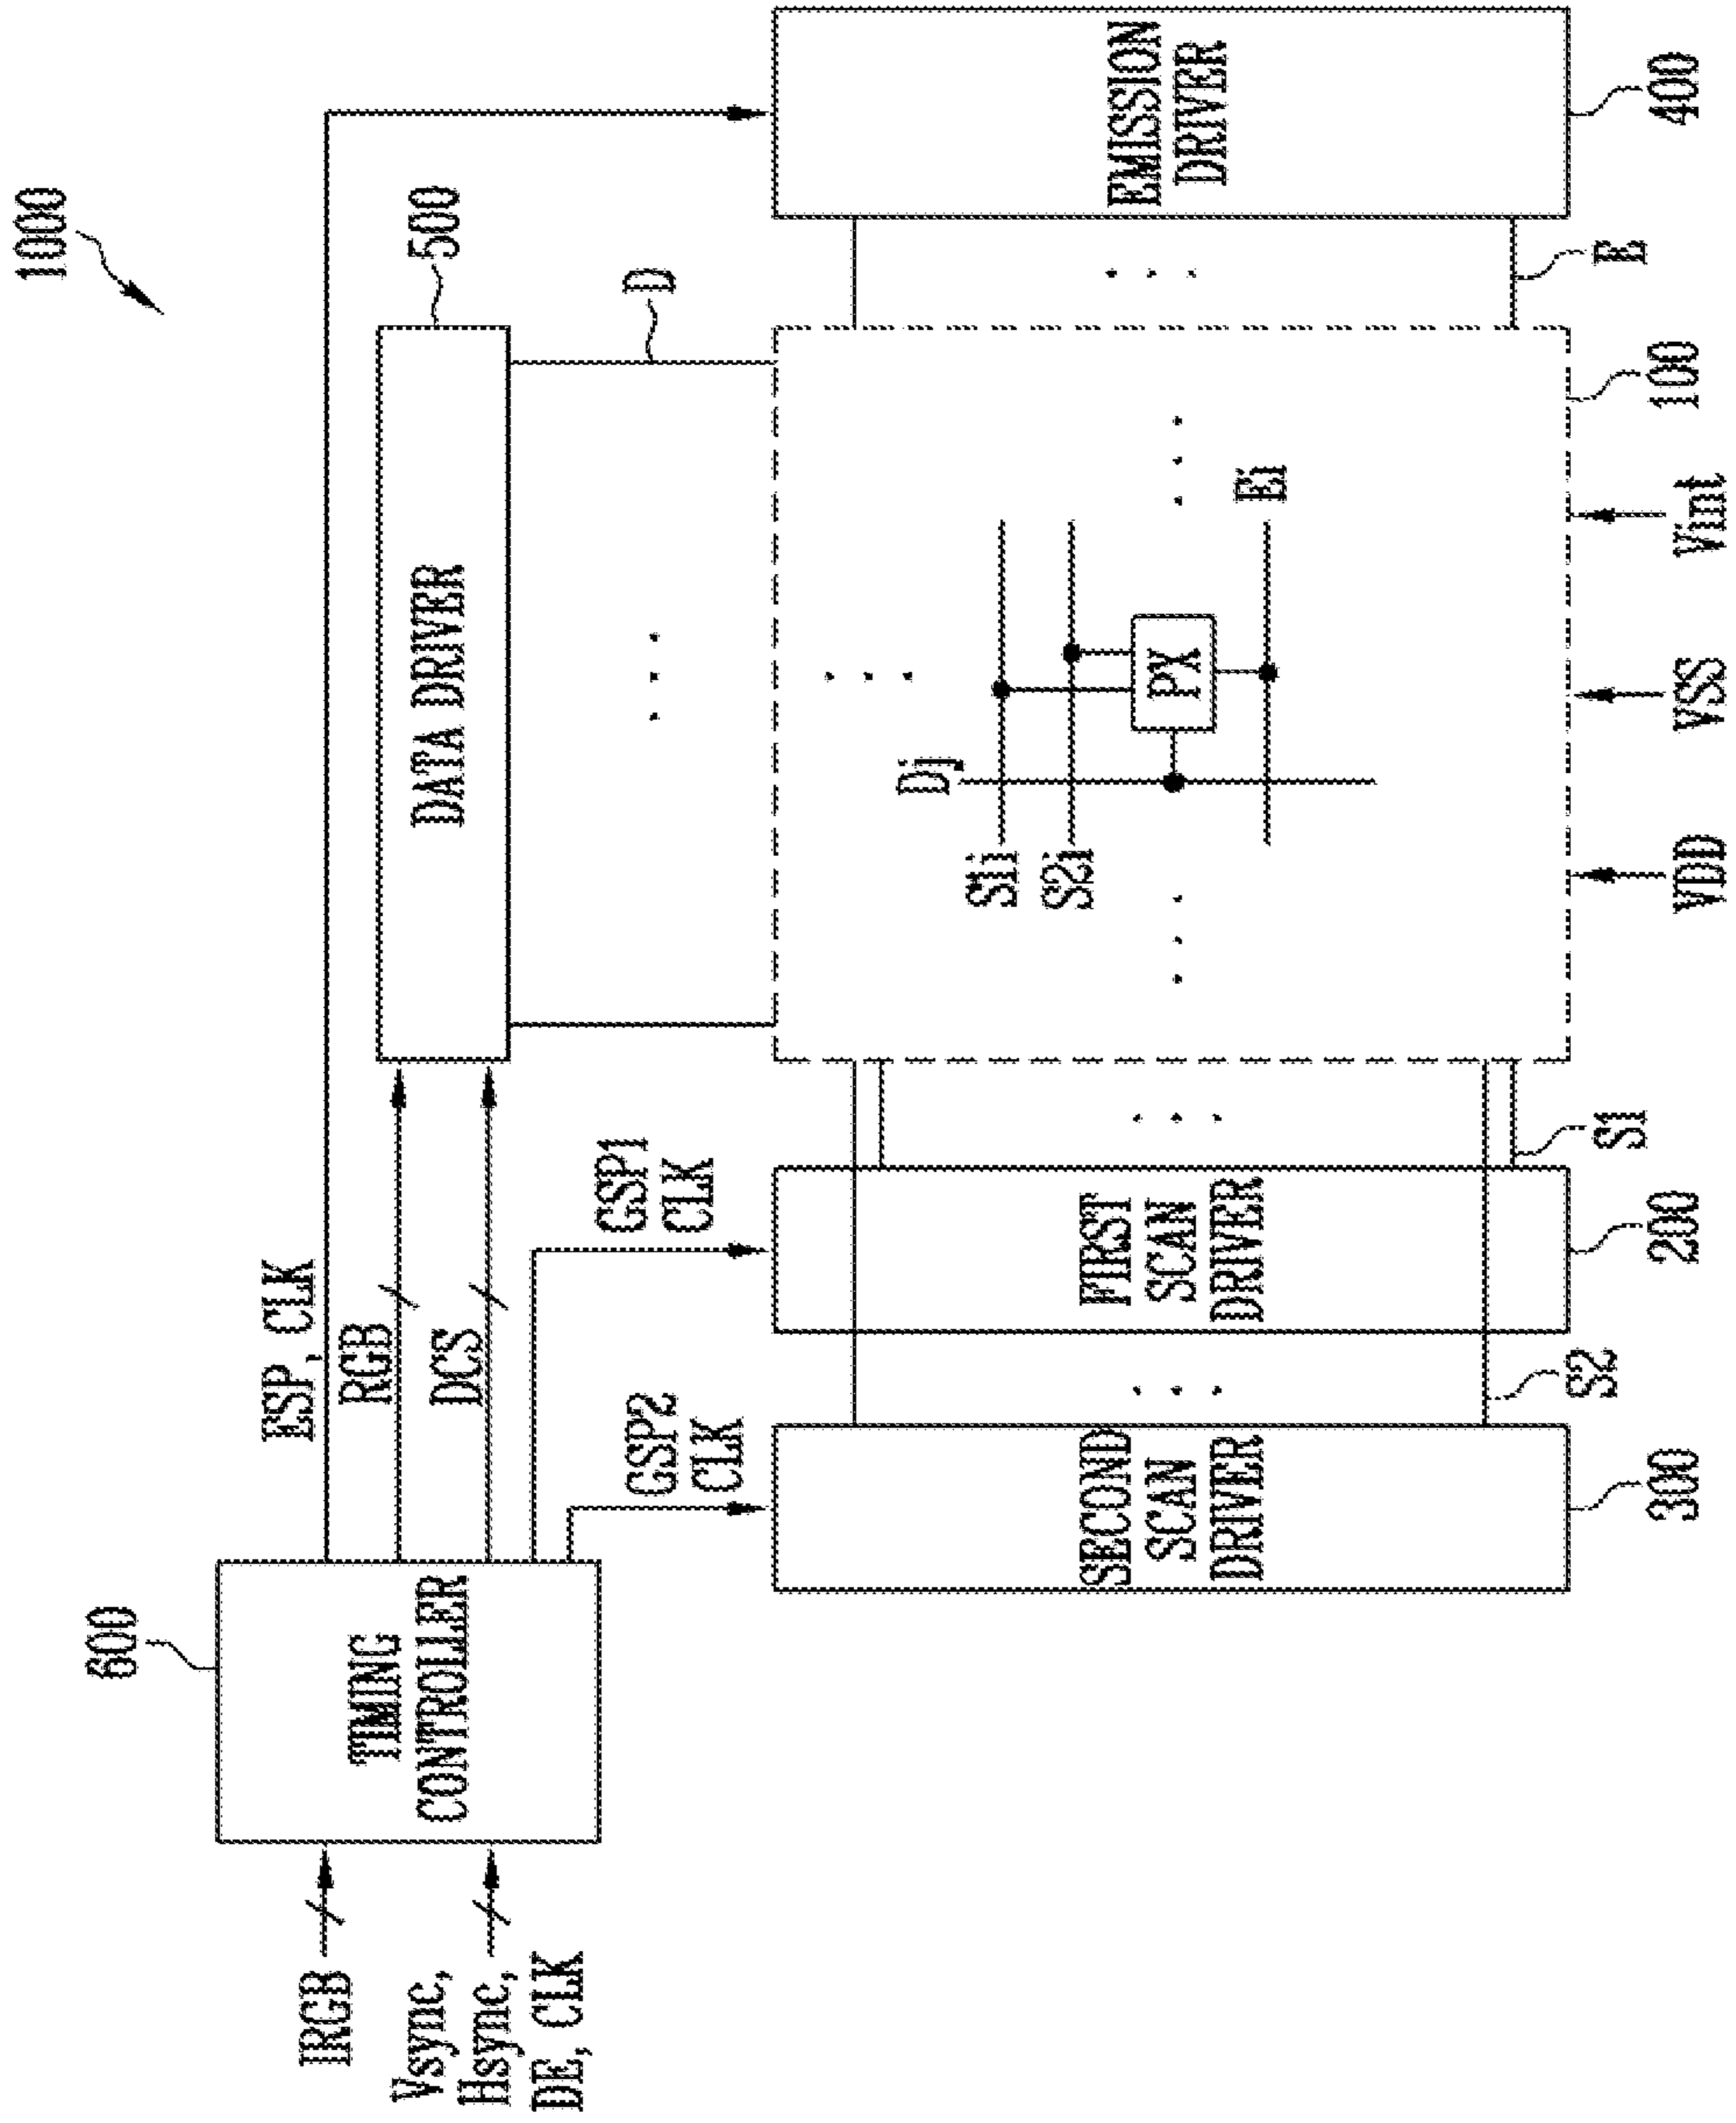 1000
600
TIMING
CONTROLLER
IRGB
Vsync,
Hsync,
DE, CLK
ESP, CLK
RGB
DCS
DATA DRIVER
500
GSP1
CLK
GSP2
CLK
D
SECOND
SCAN
DRIVER
300
FIRST
SCAN
DRIVER
200
S2
S1
Dj
S1i
S2i
PX
Ei
EMISSION
DRIVER
400
E
100
VDD
VSS
Vint